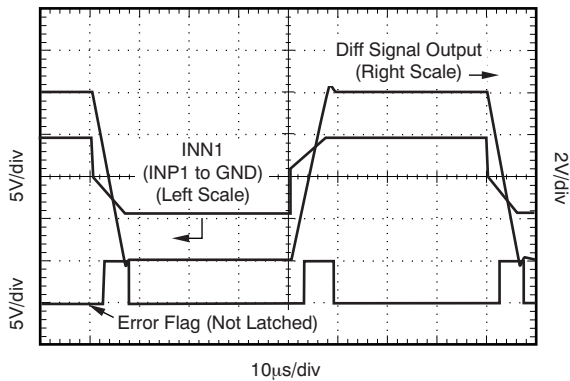 Diff Signal Output
(Right Scale)
INN1
(INP1 to GND)
(Left Scale)
5V/div
2V/div
5V/div
Error Flag (Not Latched)
10µs/div